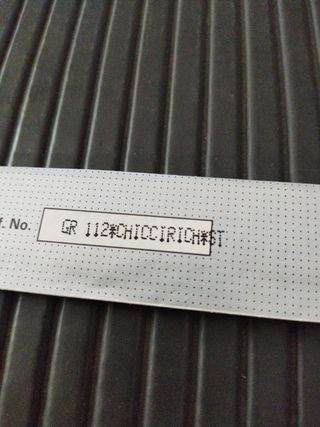 f. No. GR 112*CHICCIRICH*ST